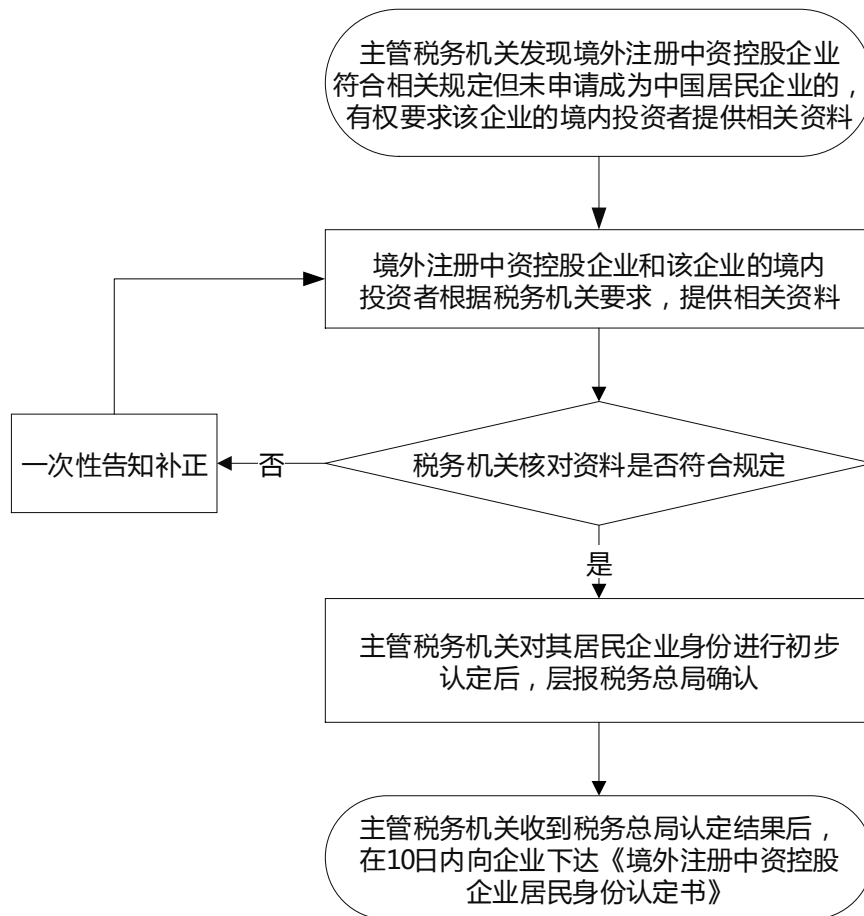 主管税务机关发现境外注册中资控股企业
符合相关规定但未申请成为中国居民企业的，
有权要求该企业的境内投资者提供相关资料
境外注册中资控股企业和该企业的境内
投资者根据税务机关要求，提供相关资料
一次性告知补正
否
税务机关核对资料是否符合规定
是
主管税务机关对其居民企业身份进行初步
认定后，层报税务总局确认
主管税务机关收到税务总局认定结果后，
在10日内向企业下达《境外注册中资控股
企业居民身份认定书》